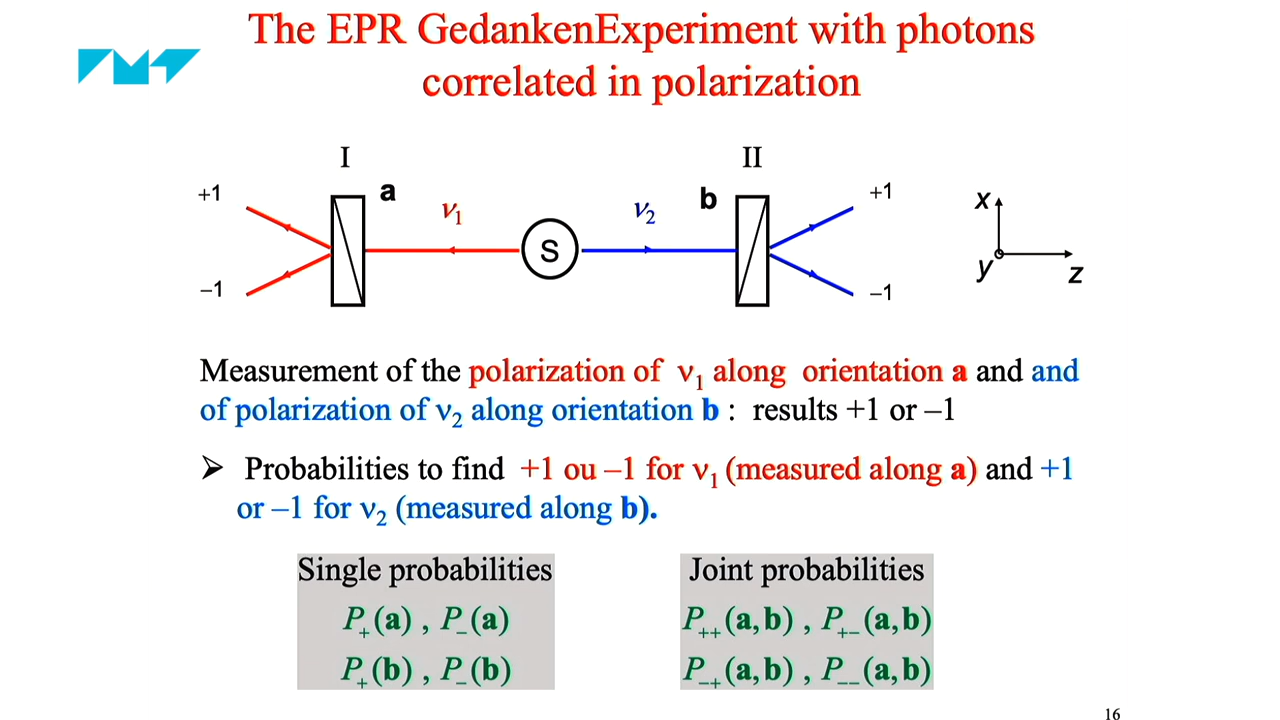 The EPR GedankenExperiment with photons
correlated in polarization
I
II
+1
a
ν1
S
ν2
b
+1
x
–1
–1
y
z
Measurement of the polarization of ν1 along orientation a and and
of polarization of ν2 along orientation b : results +1 or –1
➢ Probabilities to find +1 ou –1 for ν1 (measured along a) and +1
or –1 for ν2 (measured along b).
Single probabilities
P+(a) , P–(a)
P+(b) , P–(b)
Joint probabilities
P++(a,b) , P+–(a,b)
P–+(a,b) , P––(a,b)
16